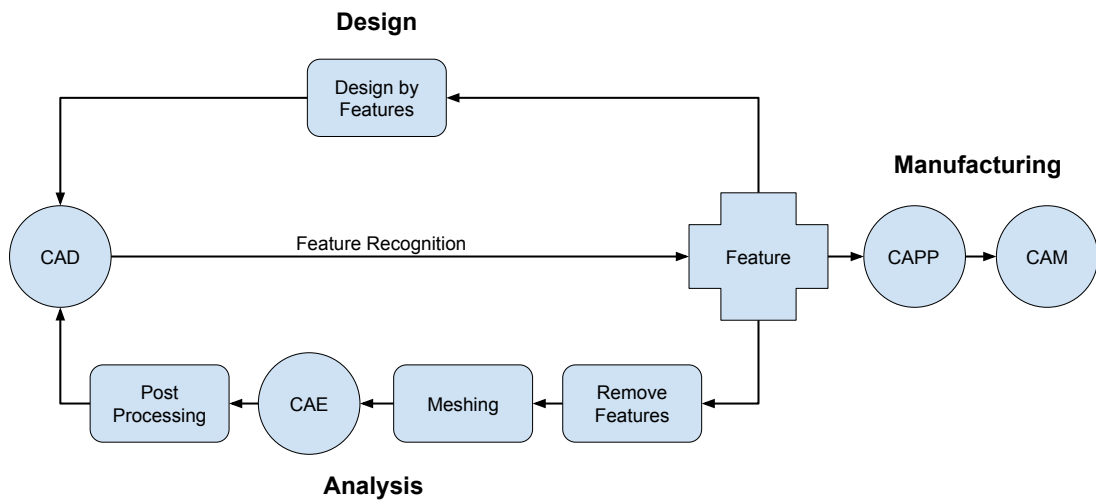 Design
Design by
Features
Manufacturing
CAD
Feature Recognition
Feature
CAPP
CAM
Post
Processing
CAE
Meshing
Remove
Features
Analysis